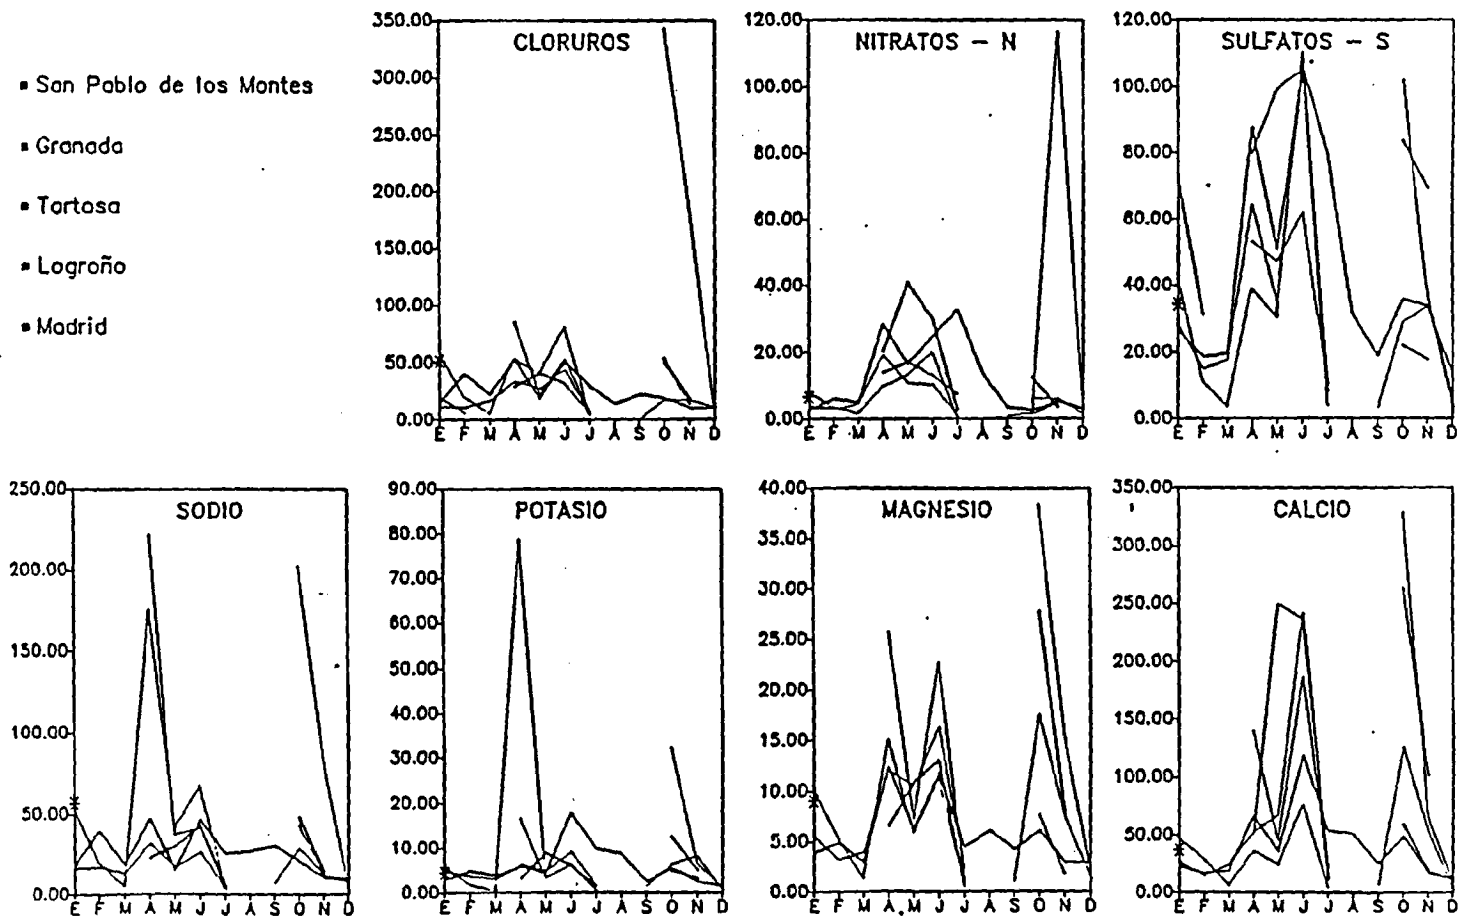 San Pablo de los Montes
Granada
Tortosa
Logroño
Madrid
CLORUROS
350.00
300.00
250.00
200.00
150.00
100.00
50.00
0.00
E F M A M J J A S O N D
NITRATOS - N
120.00
100.00
80.00
60.00
40.00
20.00
0.00
E F M A M J J A S O N D
SULFATOS - S
120.00
100.00
80.00
60.00
40.00
20.00
0.00
E F M A M J J A S O N D
SODIO
250.00
200.00
150.00
100.00
50.00
0.00
E F M A M J J A S O N D
POTASIO
90.00
80.00
70.00
60.00
50.00
40.00
30.00
20.00
10.00
0.00
E F M A M J J A S O N D
MAGNESIO
40.00
35.00
30.00
25.00
20.00
15.00
10.00
5.00
0.00
E F M A M J J A S O N D
CALCIO
350.00
300.00
250.00
200.00
150.00
100.00
50.00
0.00
E F M A M J J A S O N D